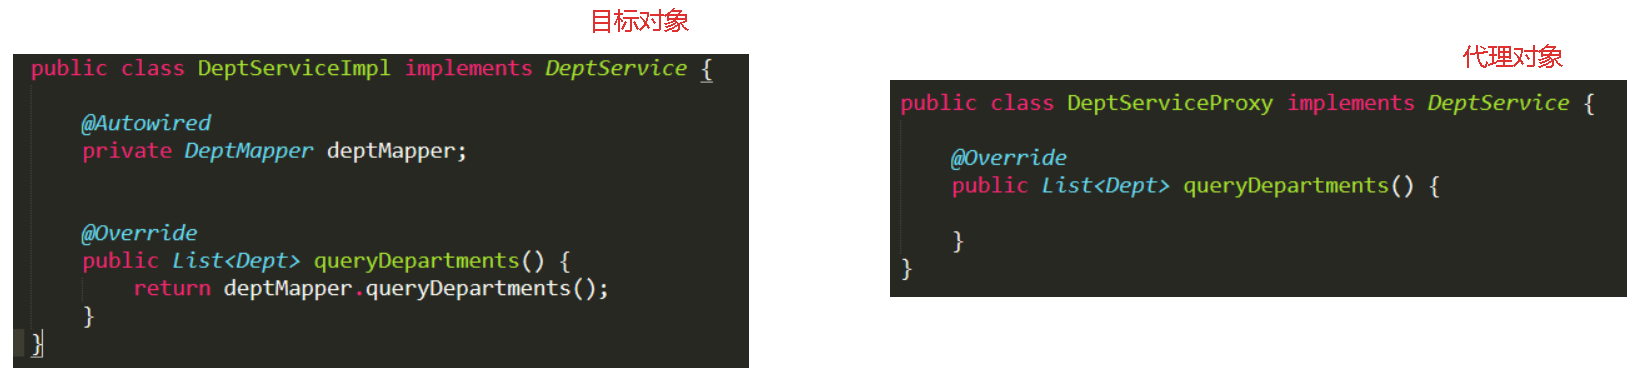 目标对象
public class DeptServiceImpl implements DeptService {
@Autowired
private DeptMapper deptMapper;
@Override
public List<Dept> queryDepartments() {
return deptMapper.queryDepartments();
}
}
代理对象
public class DeptServiceProxy implements DeptService {
@Override
public List<Dept> queryDepartments() {
}
}